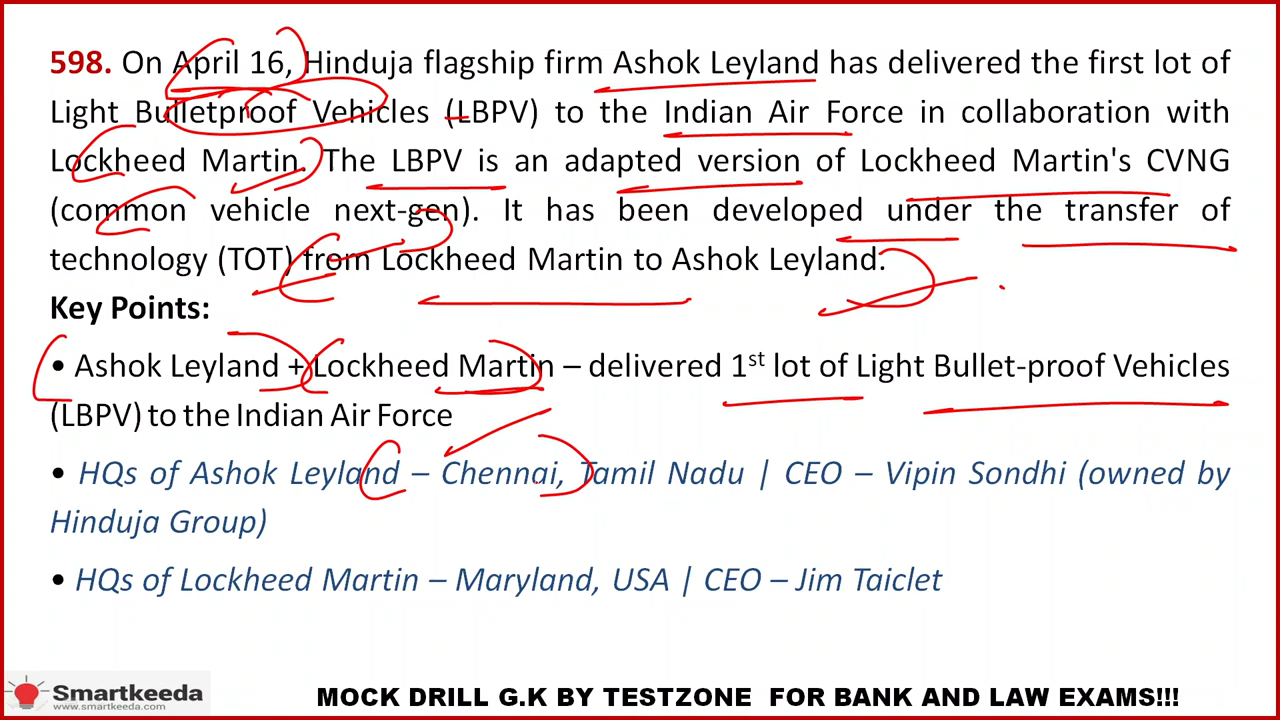 598. On April 16, Hinduja flagship firm Ashok Leyland has delivered the first lot of
Light Bulletproof Vehicles (LBPV) to the Indian Air Force in collaboration with
Lockheed Martin. The LBPV is an adapted version of Lockheed Martin's CVNG
(common vehicle next-gen). It has been developed under the transfer of
technology (TOT) from Lockheed Martin to Ashok Leyland.
Key Points:
• Ashok Leyland + Lockheed Martin – delivered 1st lot of Light Bullet-proof Vehicles
(LBPV) to the Indian Air Force
• HQs of Ashok Leyland – Chennai, Tamil Nadu | CEO – Vipin Sondhi (owned by
Hinduja Group)
• HQs of Lockheed Martin – Maryland, USA | CEO – Jim Taiclet
Smartkeeda
www.smartkeeda.com
MOCK DRILL G.K BY TESTZONE FOR BANK AND LAW EXAMS!!!